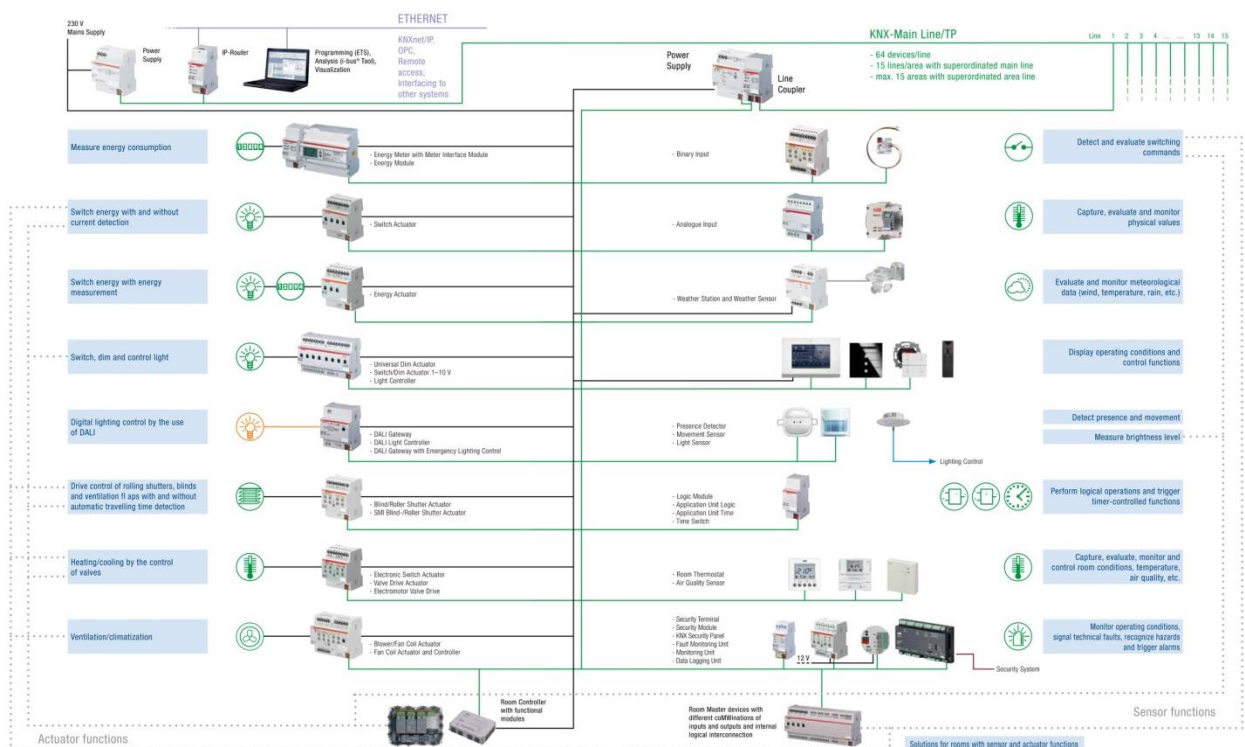 230 V
Mains Supply
Power
Supply
IP-Router
Programming (ETS),
Analysis (i-bus® Tool),
Visualization
ETHERNET
KNXnet/IP,
OPC,
Remote
access,
Interfacing to
other systems
Power
Supply
Line
Coupler
KNX-Main Line/TP
- 64 devices/line
- 15 lines/area with superordinated main line
- max. 15 areas with superordinated area line
Line 1 2 3 4 .... .... 13 14 15
Measure energy consumption
- Energy Meter with Meter Interface Module
- Energy Module
- Binary Input
Detect and evaluate switching
commands
Switch energy with and without
current detection
- Switch Actuator
- Analogue Input
Capture, evaluate and monitor
physical values
Switch energy with energy
measurement
- Energy Actuator
- Weather Station and Weather Sensor
Evaluate and monitor meteorological
data (wind, temperature, rain, etc.)
Switch, dim and control light
- Universal Dim Actuator
- Switch/Dim Actuator 1–10 V
- Light Controller
Display operating conditions and
control functions
Digital lighting control by the use
of DALI
- DALI Gateway
- DALI Light Controller
- DALI Gateway with Emergency Lighting Control
- Presence Detector
- Movement Sensor
- Light Sensor
Lighting Control
Detect presence and movement
Measure brightness level
Drive control of rolling shutters, blinds
and ventilation fl aps with and without
automatic travelling time detection
- Blind/Roller Shutter Actuator
- SMI Blind-/Roller Shutter Actuator
- Logic Module
- Application Unit Logic
- Application Unit Time
- Time Switch
Perform logical operations and trigger
timer-controlled functions
Heating/cooling by the control
of valves
- Electronic Switch Actuator
- Valve Drive Actuator
- Electromotor Valve Drive
- Room Thermostat
- Air Quality Sensor
Capture, evaluate, monitor and
control room conditions, temperature,
air quality, etc.
Ventilation/climatization
- Blower/Fan Coil Actuator
- Fan Coil Actuator and Controller
- Security Terminal
- Security Module
- KNX Security Panel
- Fault Monitoring Unit
- Monitoring Unit
- Data Logging Unit
12 V
Security System
Monitor operating conditions,
signal technical faults, recognize hazards
and trigger alarms
Room Controller
with functional
modules
Room Master devices with
different coMWinations of
inputs and outputs and internal
logical interconnection
Actuator functions
Sensor functions
Solutions for rooms with sensor and actuator functions